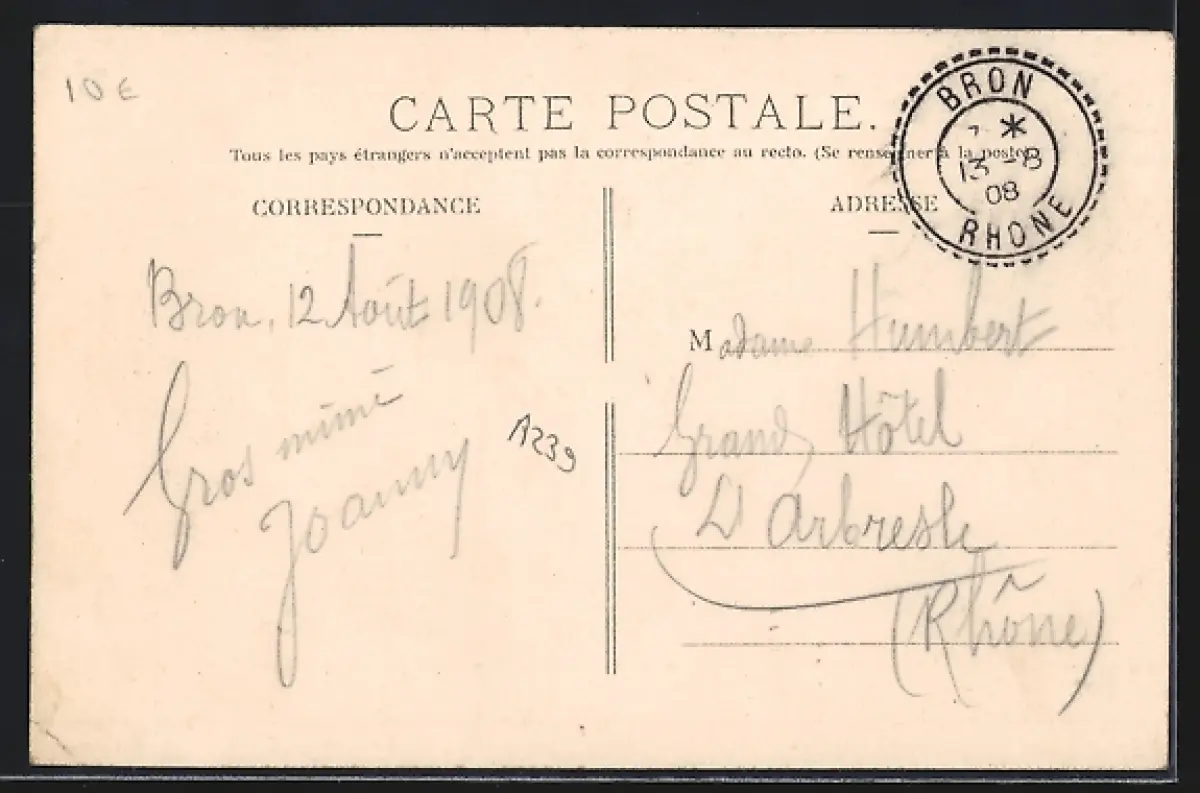 10 €
CARTE POSTALE.
Tous les pays étrangers n'acceptent pas la correspondance au recto. (Se renseigner à la poste)
CORRESPONDANCE
Bron, 12 Août 1908.
Gros mimi
Joanny
A239
ADRESSE
Madame Humbert
Grand Hôtel
L'Arbresle
(Rhône)
BRON
*
13 - 8
08
RHONE